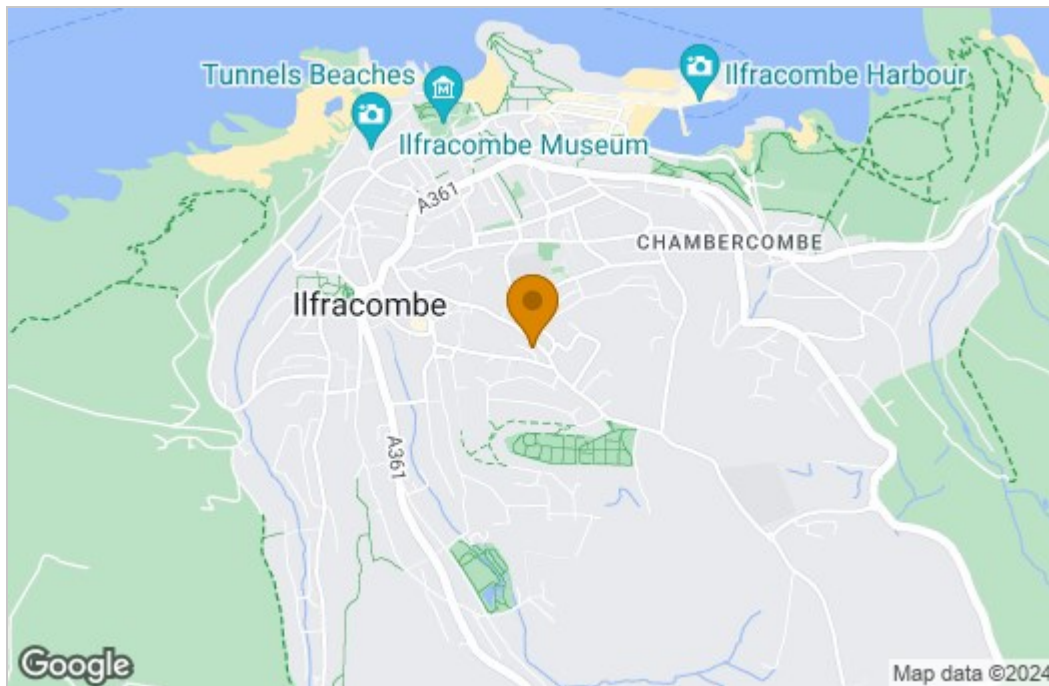 Tunnels Beaches
Ilfracombe Harbour
Ilfracombe Museum
A361
CHAMBERCOMBE
Ilfracombe
A361
Google
Map data ©2024